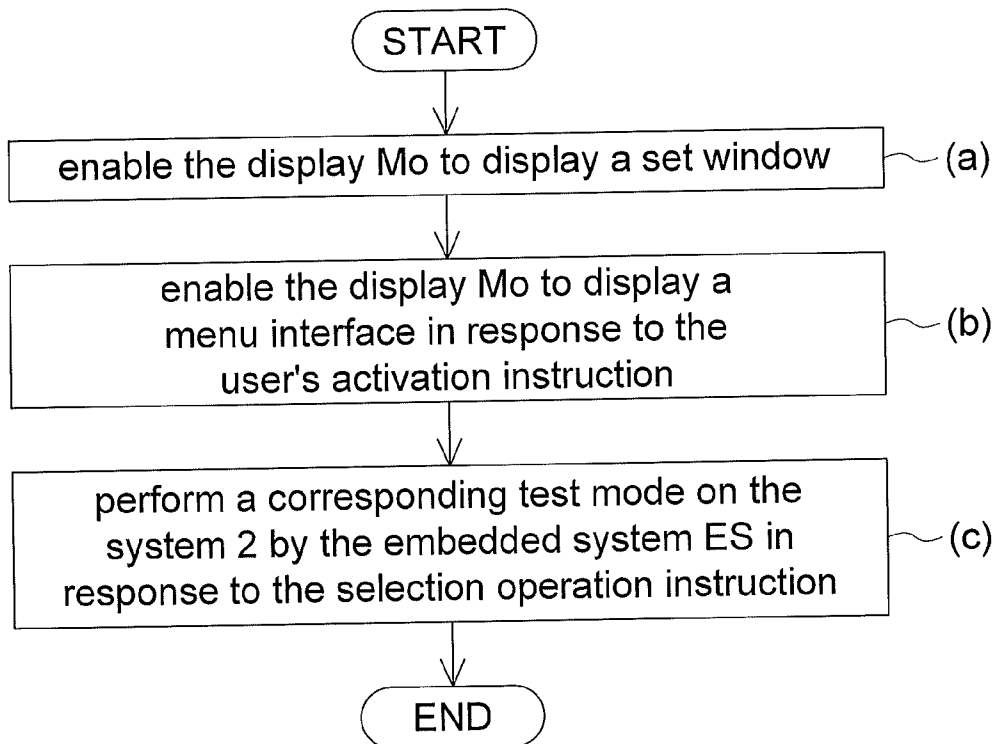 START
enable the display Mo to display a set window
(a)
enable the display Mo to display a
menu interface in response to the
user's activation instruction
(b)
perform a corresponding test mode on the
system 2 by the embedded system ES in
response to the selection operation instruction
(c)
END